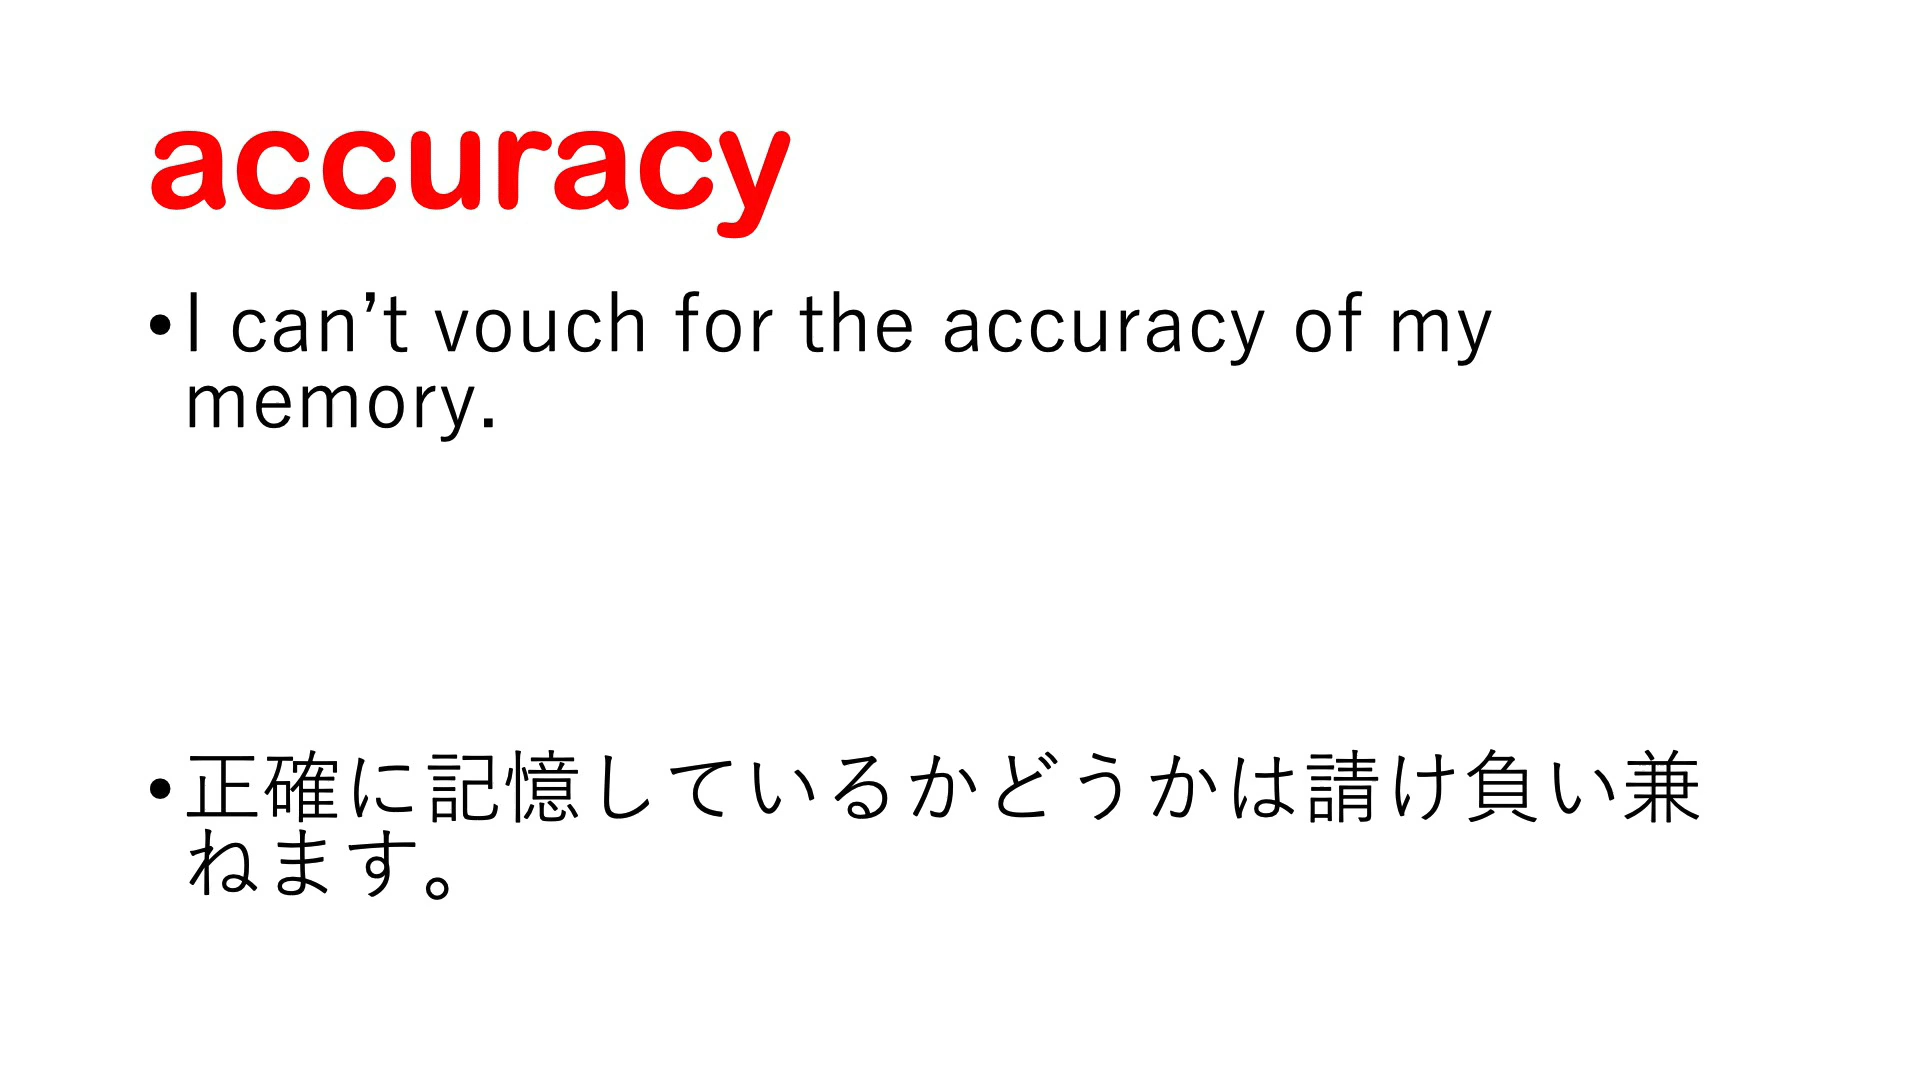 accuracy
•I can’t vouch for the accuracy of my
memory.
•正確に記憶しているかどうかは請け負い兼
ねます。